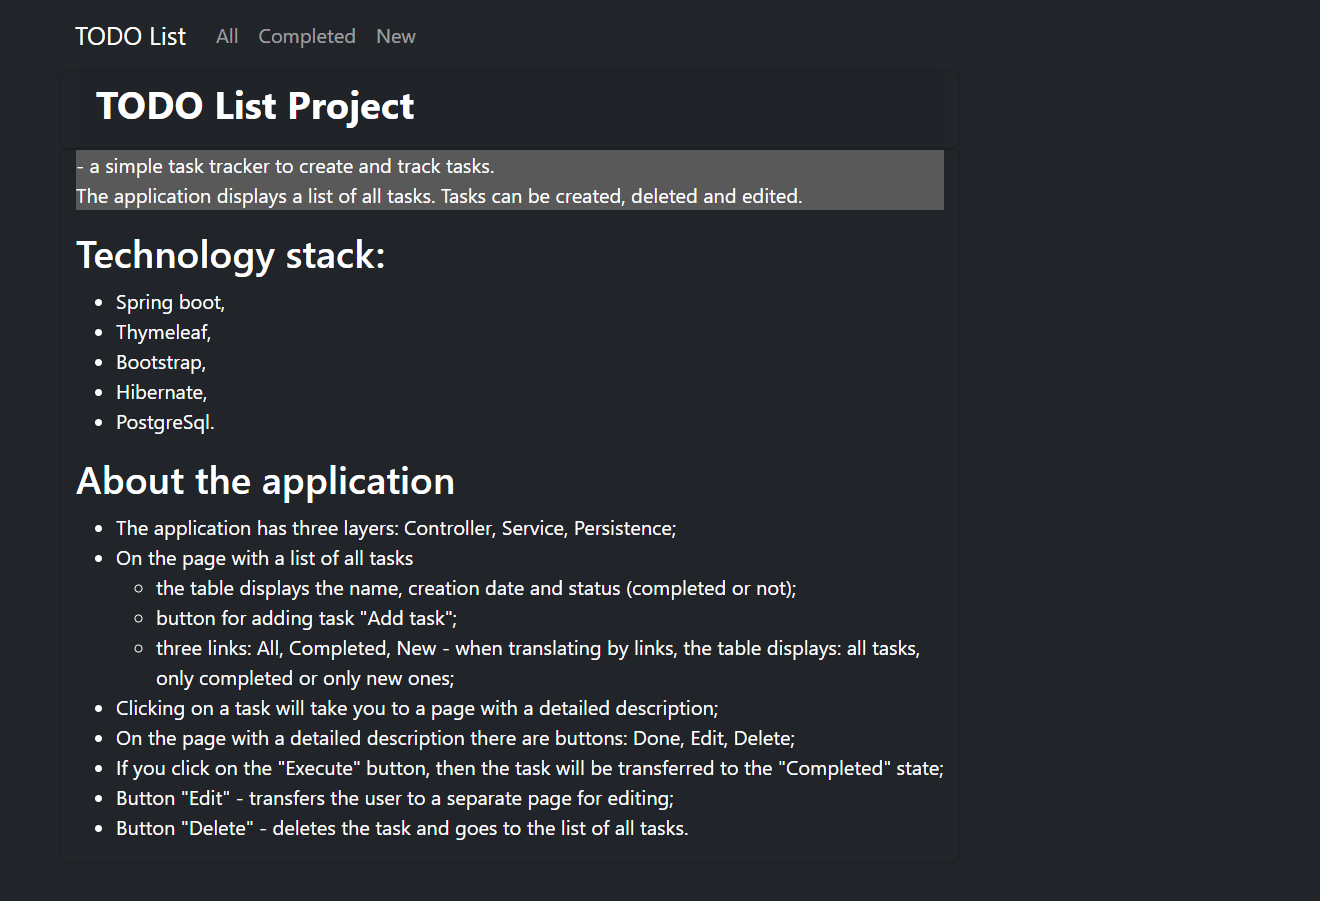 TODO List All Completed New
TODO List Project
- a simple task tracker to create and track tasks.
The application displays a list of all tasks. Tasks can be created, deleted and edited.
Technology stack:
Spring boot,
Thymeleaf,
Bootstrap,
Hibernate,
PostgreSql.
About the application
The application has three layers: Controller, Service, Persistence;
On the page with a list of all tasks
the table displays the name, creation date and status (completed or not);
button for adding task "Add task";
three links: All, Completed, New - when translating by links, the table displays: all tasks,
only completed or only new ones;
Clicking on a task will take you to a page with a detailed description;
On the page with a detailed description there are buttons: Done, Edit, Delete;
If you click on the "Execute" button, then the task will be transferred to the "Completed" state;
Button "Edit" - transfers the user to a separate page for editing;
Button "Delete" - deletes the task and goes to the list of all tasks.